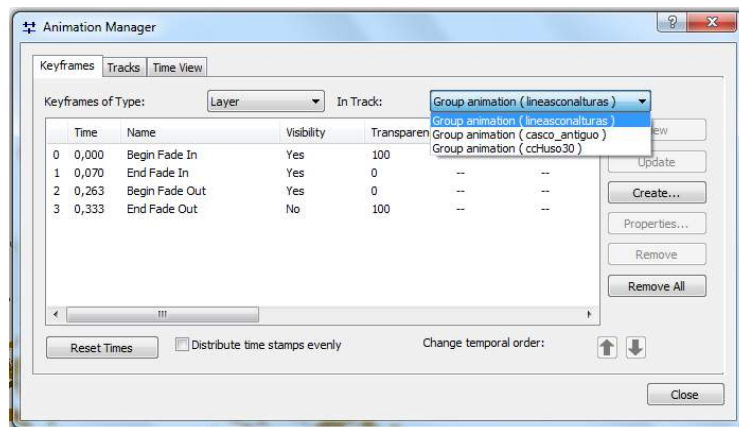 Animation Manager
Keyframes Tracks Time View
Keyframes of Type: Layer In Track: Group animation ( lineasconalturas )
Group animation ( lineasconalturas )
Group animation ( casco_antiguo )
Group animation ( ccHuso30 )
Time Name Visibility
0 0,000 Begin Fade In Yes 100
1 0,070 End Fade In Yes 0 -- --
2 0,263 Begin Fade Out Yes 0 -- --
3 0,333 End Fade Out No 100 -- --
Update
Create...
Properties...
Remove
Remove All
Reset Times Distribute time stamps evenly Change temporal order:
Close